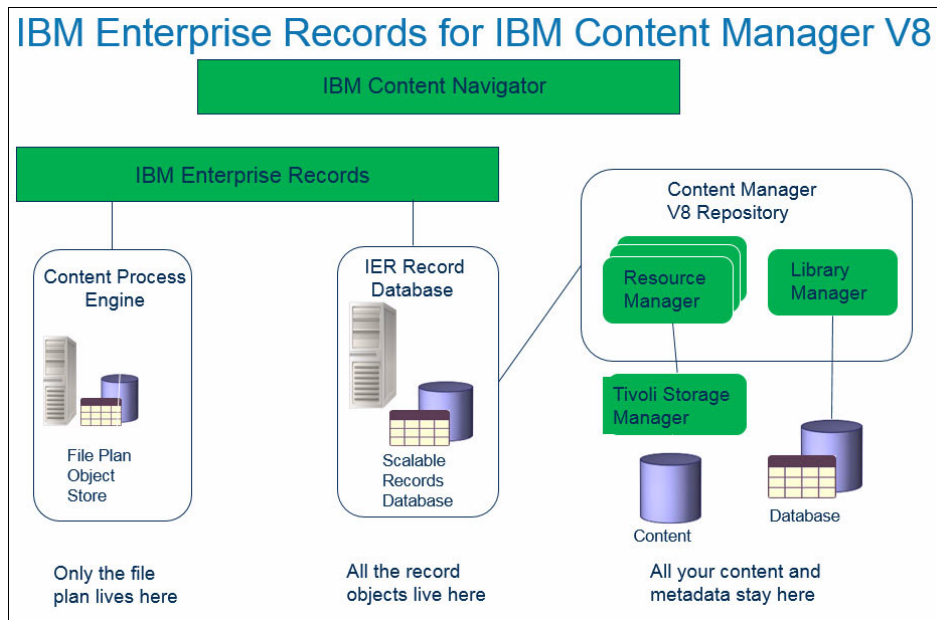 IBM Enterprise Records for IBM Content Manager V8
IBM Content Navigator
IBM Enterprise Records
Content Process
Engine
File Plan
Object
Store
Only the file
plan lives here
IER Record
Database
Scalable
Records
Database
All the record
objects live here
Content Manager
V8 Repository
Resource
Manager
Library
Manager
Tivoli Storage
Manager
Content
Database
All your content and
metadata stay here